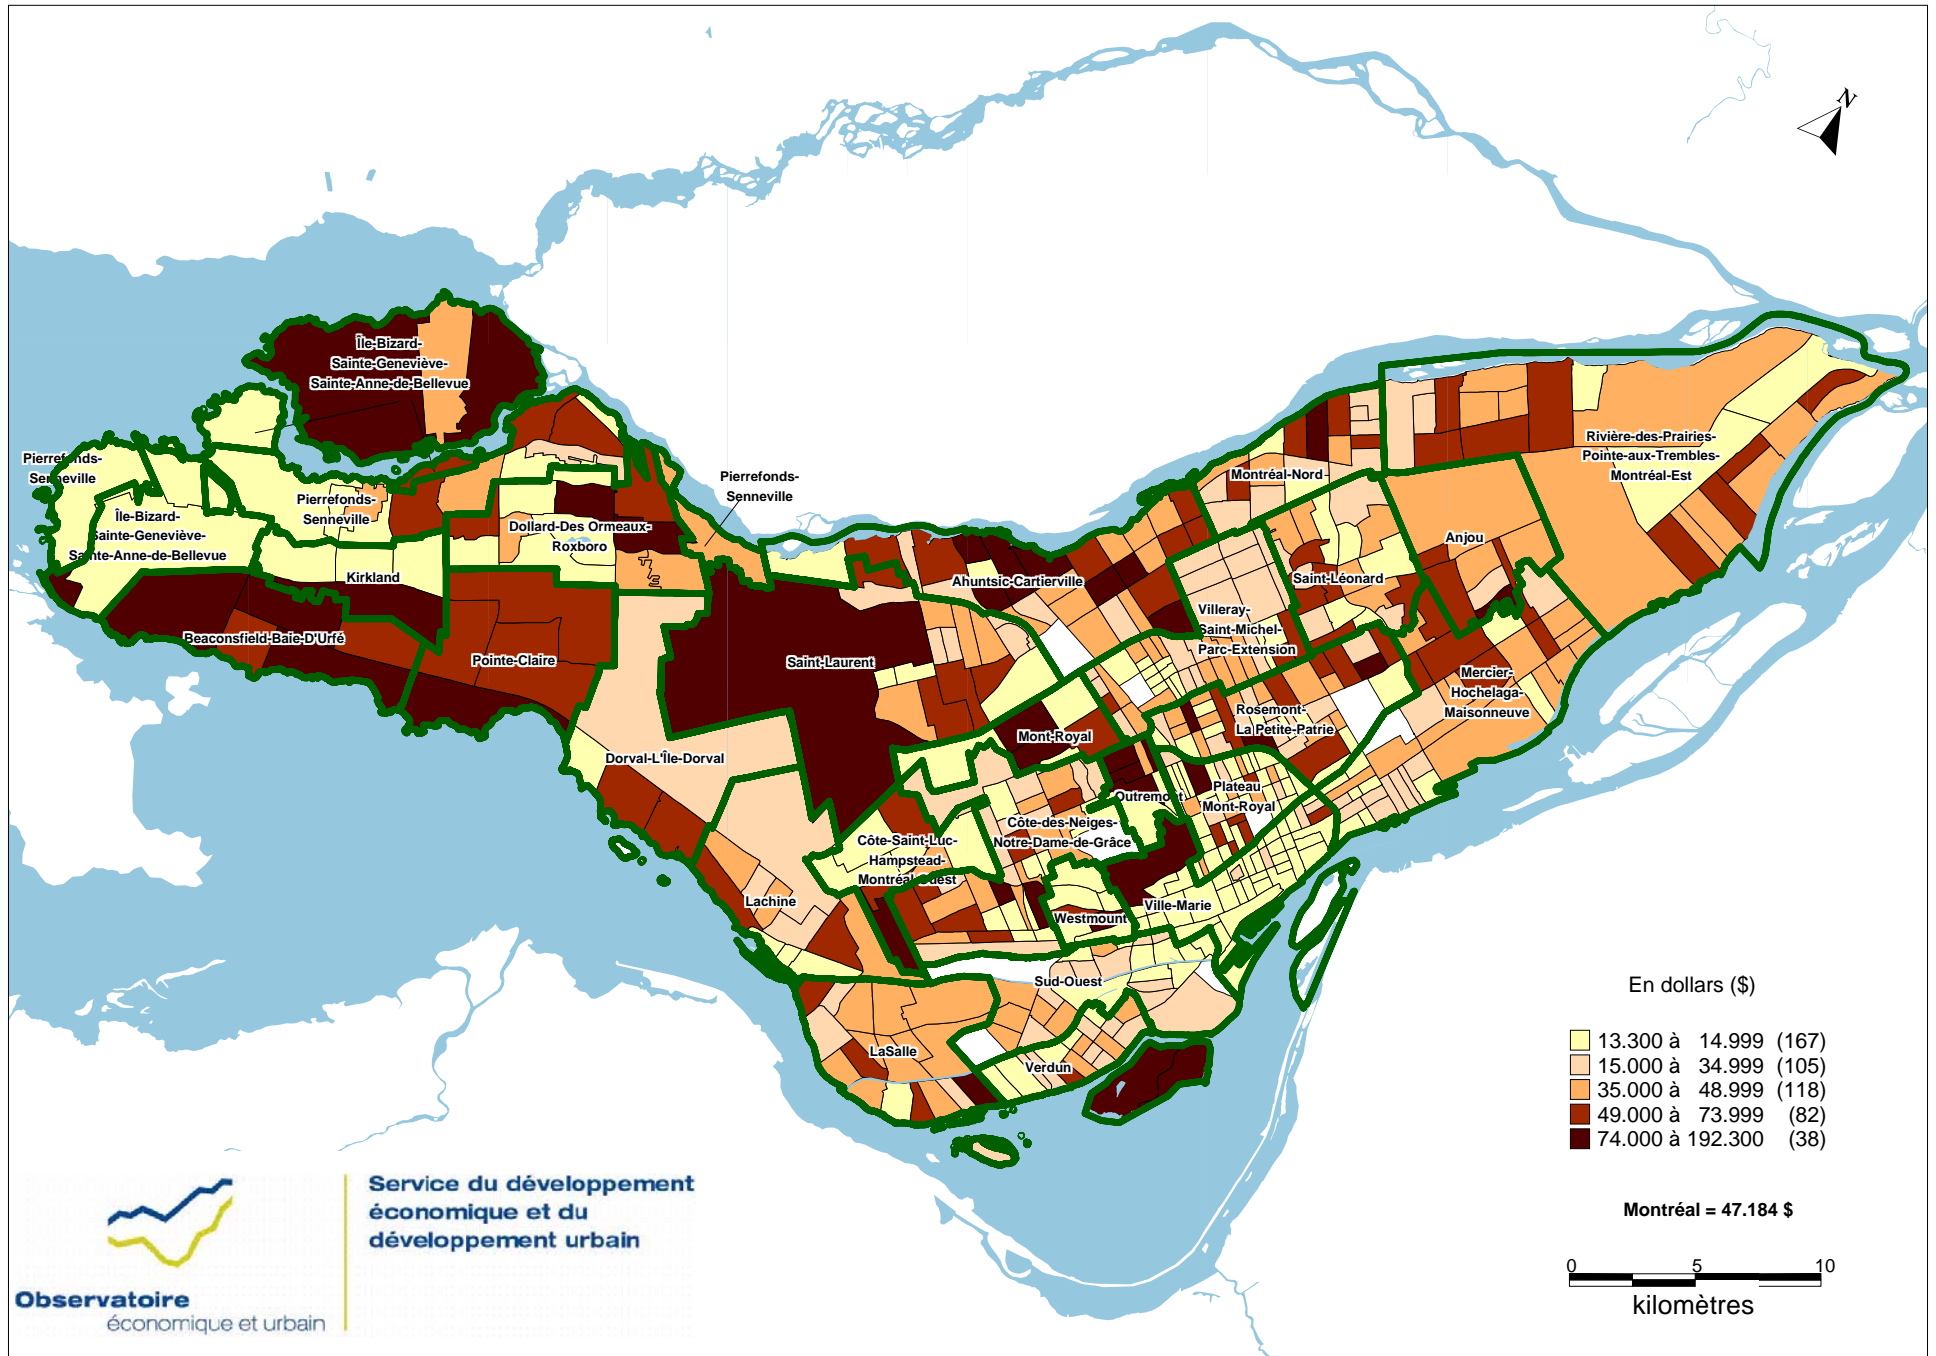 N
Île-Bizard-
Sainte-Geneviève-
Sainte-Anne-de-Bellevue
Pierrefonds-
Senneville
Pierrefonds-
Senneville
Pierrefonds-
Senneville
Île-Bizard-
Sainte-Geneviève-
Sainte-Anne-de-Bellevue
Dollard-Des Ormeaux-
Roxboro
Kirkland
Beaconsfield-Baie-D'Urfé
Pointe-Claire
Dorval-L'Île-Dorval
Saint-Laurent
Ahuntsic-Cartierville
Montréal-Nord
Rivière-des-Prairies-
Pointe-aux-Trembles-
Montréal-Est
Anjou
Saint-Léonard
Villeray-
Saint-Michel-
Parc-Extension
Mercier-
Hochelaga-
Maisonneuve
Rosemont-
La Petite-Patrie
Mont-Royal
Outremont
Plateau
Mont-Royal
Côte-des-Neiges-
Notre-Dame-de-Grâce
Côte-Saint-Luc-
Hampstead-
Montréal-Ouest
Lachine
Westmount
Ville-Marie
Sud-Ouest
LaSalle
Verdun
En dollars ($)
13.300 à 14.999 (167)
15.000 à 34.999 (105)
35.000 à 48.999 (118)
49.000 à 73.999 (82)
74.000 à 192.300 (38)
Montréal = 47.184 $
0 5 10
kilomètres
Service du développement
économique et du
développement urbain
Observatoire
économique et urbain